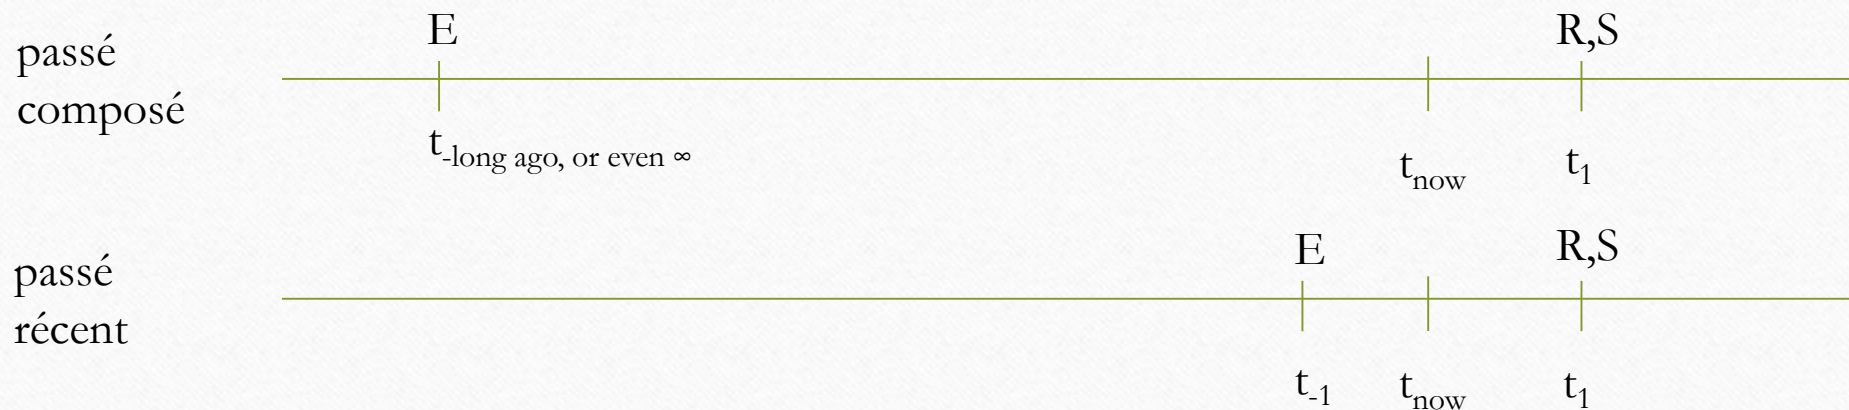 E R,S
passé
composé
t-long ago, or even ∞
tnow t1
E R,S
passé
récent
t-1 tnow t1